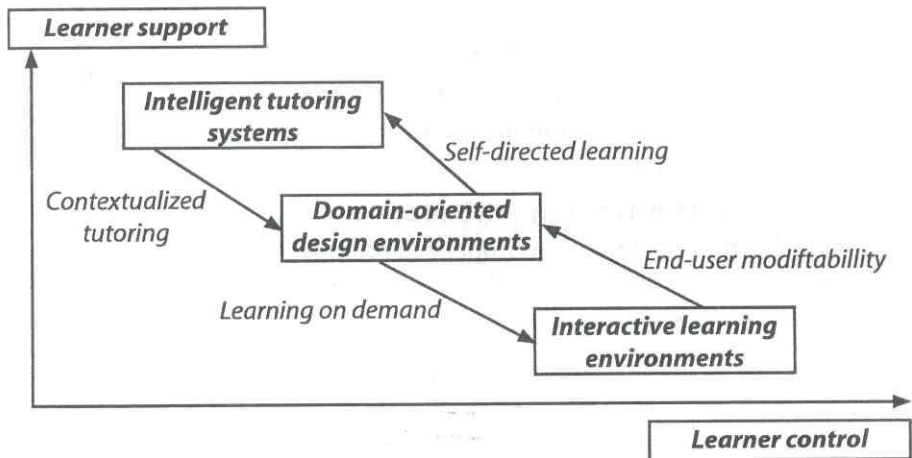 Learner support
Intelligent tutoring
systems
Self-directed learning
Contextualized
tutoring
Domain-oriented
design environments
End-user modiftabillity
Learning on demand
Interactive learning
environments
Learner control